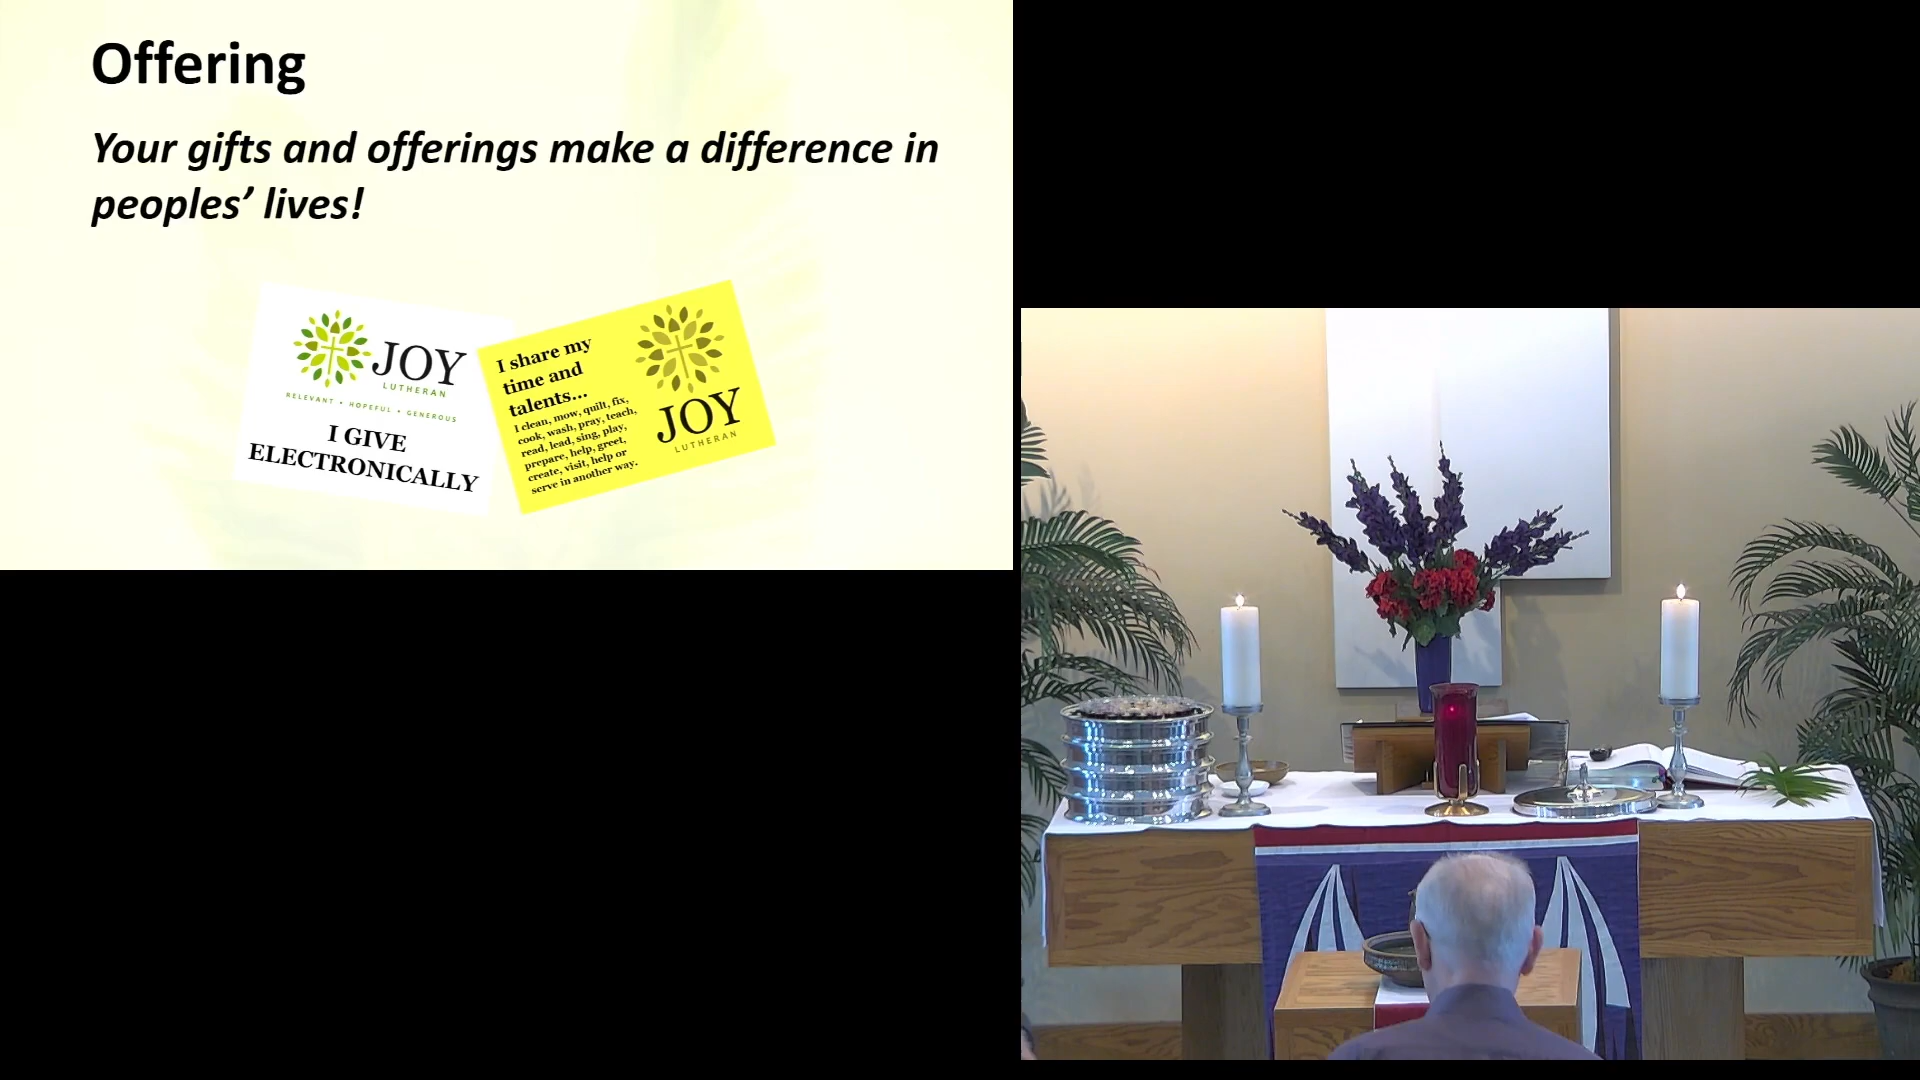 Offering
Your gifts and offerings make a difference in
peoples’ lives!
JOY
LUTHERAN
RELEVANT • HOPEFUL • GENEROUS
I GIVE
ELECTRONICALLY
I share my
time and
talents...
I clean, mow, quilt, fix,
cook, wash, pray, teach,
read, lead, sing, play,
prepare, help, greet,
create, visit, help or
serve in another way.
JOY
LUTHERAN